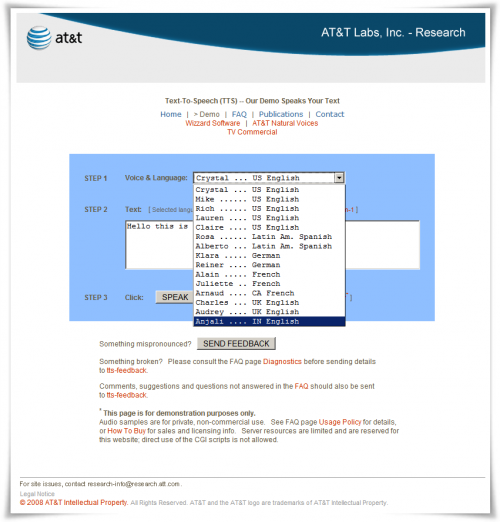 at&t
AT&T Labs, Inc. - Research
Text-To-Speech (TTS) -- Our Demo Speaks Your Text
Home | > Demo | FAQ | Publications | Contact
Wizzard Software | AT&T Natural Voices
TV Commercial
STEP 1 Voice & Language: Crystal ... US English
Crystal ... US English
Mike ...... US English
Rich ...... US English
Lauren .... US English
Claire .... US English
Rosa ...... Latin Am. Spanish
Alberto ... Latin Am. Spanish
Klara ..... German
Reiner .... German
Alain ..... French
Juliette .. French
Arnaud .... CA French
Charles ... UK English
Audrey .... UK English
Anjali .... IN English
STEP 2 Text: [ Selected langu n-1 ]
Hello this is
STEP 3 Click: SPEAK ]
Something mispronounced? SEND FEEDBACK
Something broken? Please consult the FAQ page Diagnostics before sending details
to tts-feedback.
Comments, suggestions and questions not answered in the FAQ should also be sent
to tts-feedback.
* This page is for demonstration purposes only.
Audio samples are for private, non-commercial use. See FAQ page Usage Policy for details,
or How To Buy for sales and licensing info. Server resources are limited and are reserved for
this website; direct use of the CGI scripts is not allowed.
For site issues, contact research-info@research.att.com.
Legal Notice
© 2008 AT&T Intellectual Property. All Rights Reserved. AT&T and the AT&T logo are trademarks of AT&T Intellectual Property.